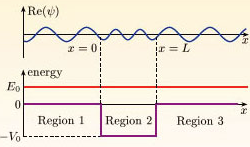 Re(ψ)
x = 0
x = L
x
energy
E₀
0
Region 1
Region 2
Region 3
x
−V₀